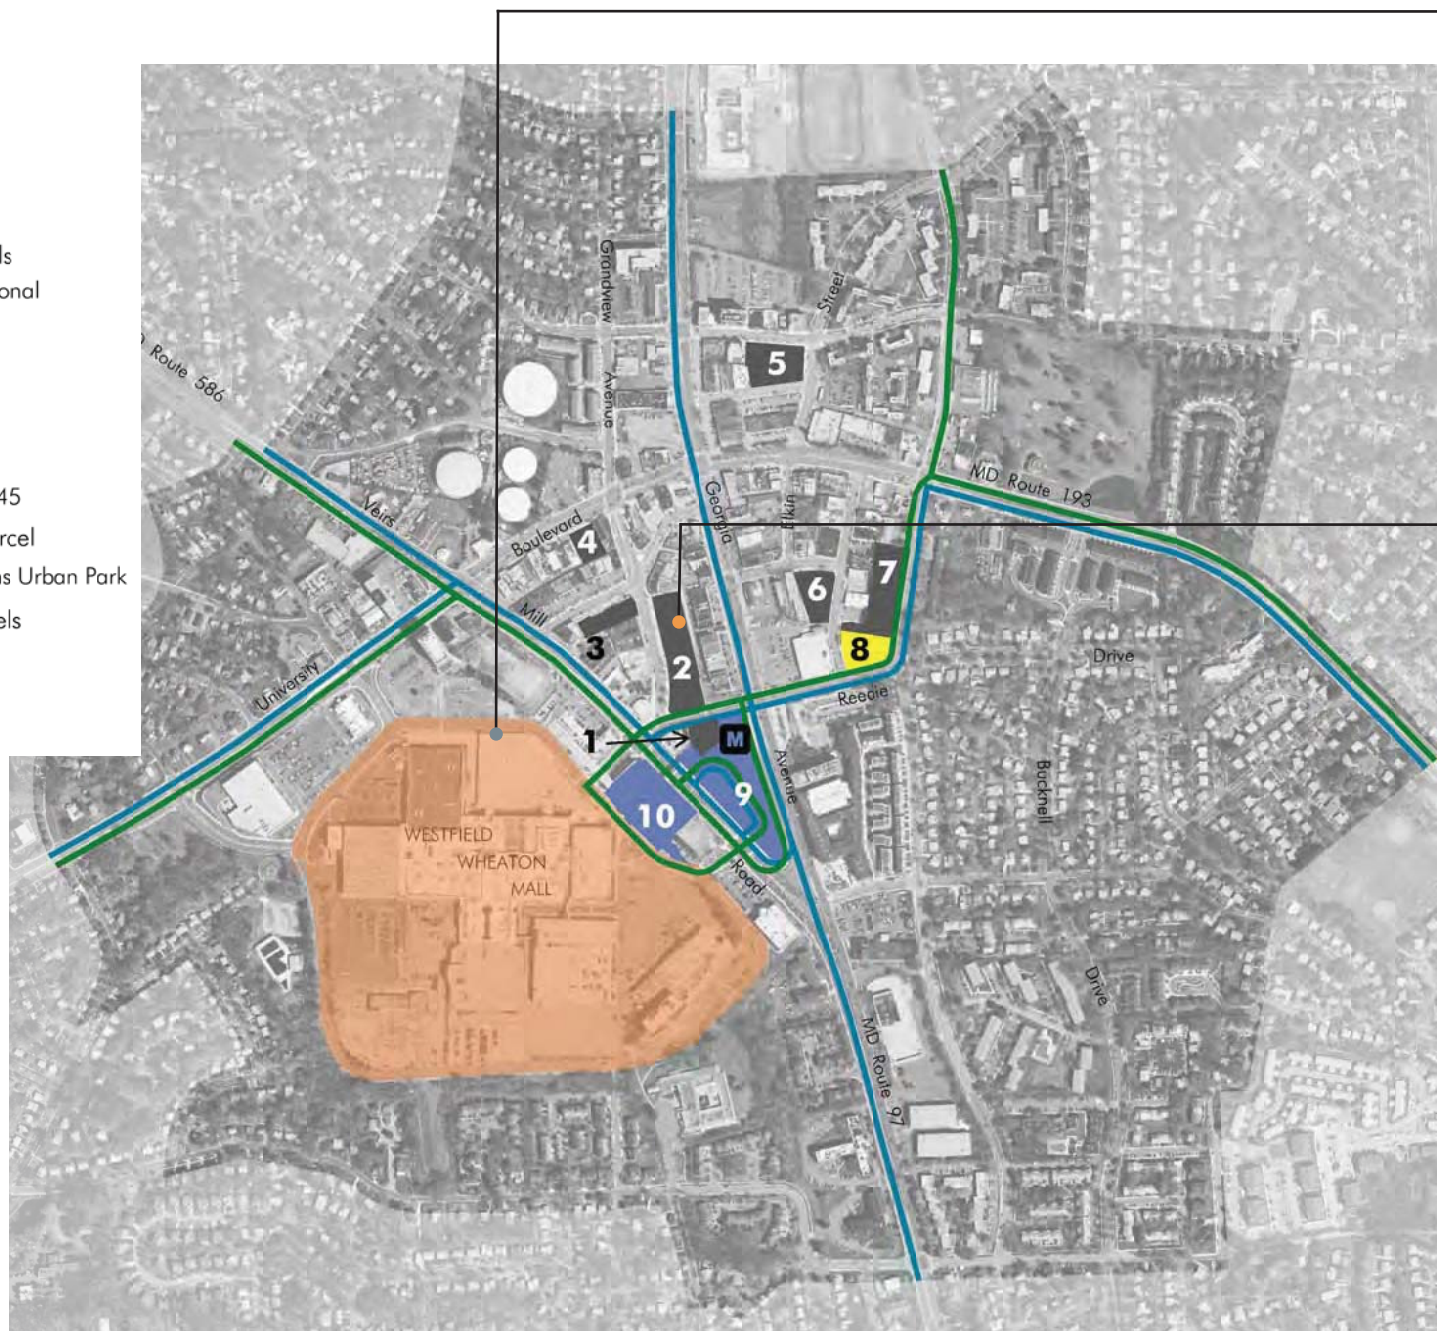 ls
onal
45
rcel
ns Urban Park
els
Route 586
Grandview
Avenue
Street
5
MD Route 193
Veirs
Georgia
Elkin
Boulevard
4
6
7
Mill
3
2
8
Drive
University
Reedie
1
M
Avenue
9
10
Bucknell
WESTFIELD
WHEATON
MALL
Road
Drive
MD Route 97